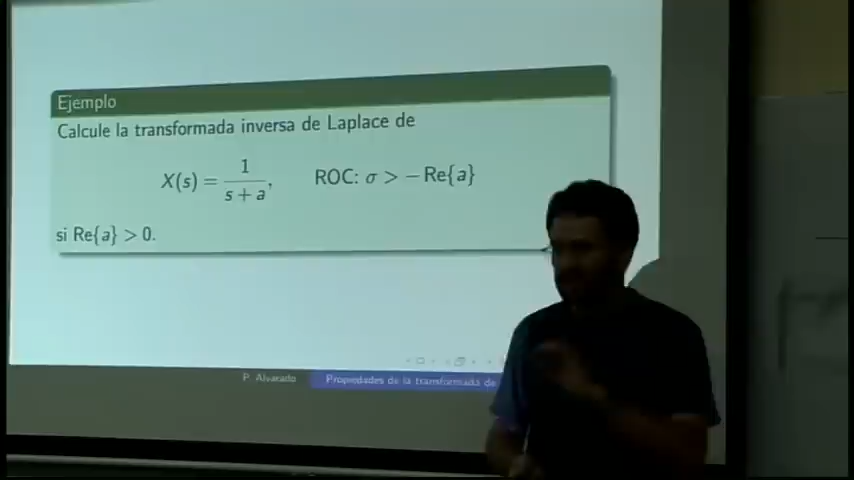 Ejemplo
Calcule la transformada inversa de Laplace de
X(s) = 1/(s + a), ROC: σ > −Re{a}
si Re{a} > 0.
P. Alvarado
Propiedades de la transformada de